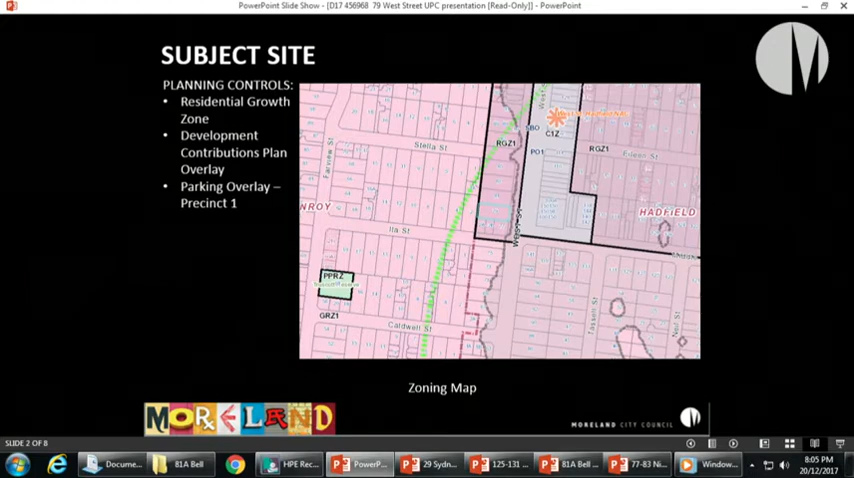 PowerPoint Slide Show - [D17 456968 79 West Street UPC presentation [Read-Only]] - PowerPoint
SUBJECT SITE
PLANNING CONTROLS:
• Residential Growth
Zone
• Development
Contributions Plan
Overlay
• Parking Overlay –
Precinct 1
C1Z
RGZ1
PO1
RGZ1
Stella St
Eileen St
NROY
HADFIELD
Ila St
PPRZ
GRZ1
Caldwell St
Zoning Map
MORELAND
MORELAND CITY COUNCIL
SLIDE 2 OF 8
Docume...
81A Bell
HPE Rec...
PowerP...
29 Sydn...
125-131 ...
81A Bell ...
77-83 Ni...
Window...
8:05 PM
20/12/2017